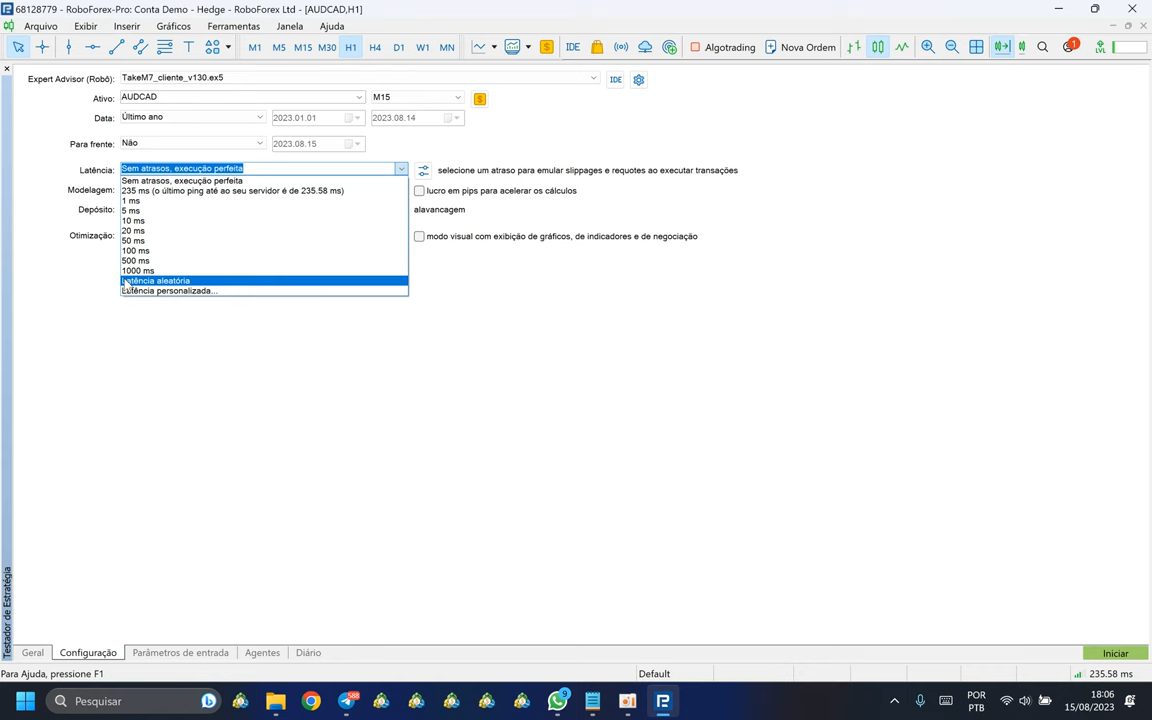 68128779 - RoboForex-Pro: Conta Demo - Hedge - RoboForex Ltd - [AUDCAD,H1]
Arquivo Exibir Inserir Gráficos Ferramentas Janela Ajuda
M1 M5 M15 M30 H1 H4 D1 W1 MN IDE Algotrading Nova Ordem 1 LVL
Expert Advisor (Robô): TakeM7_cliente_v130.ex5 IDE
Ativo: AUDCAD M15
Data: Último ano 2023.01.01 2023.08.14
Para frente: Não 2023.08.15
Latência: Sem atrasos, execução perfeita selecione um atraso para emular slippages e requotes ao executar transações
Sem atrasos, execução perfeita
Modelagem: 235 ms (o último ping até ao seu servidor é de 235.58 ms) lucro em pips para acelerar os cálculos
1 ms
Depósito: 5 ms alavancagem
10 ms
20 ms
Otimização: 50 ms modo visual com exibição de gráficos, de indicadores e de negociação
100 ms
500 ms
1000 ms
Latência aleatória
Latência personalizada...
Testador de Estratégia
Geral Configuração Parâmetros de entrada Agentes Diário Iniciar
Para Ajuda, pressione F1 Default 235.58 ms
Pesquisar 588 9 POR PTB 18:06 15/08/2023